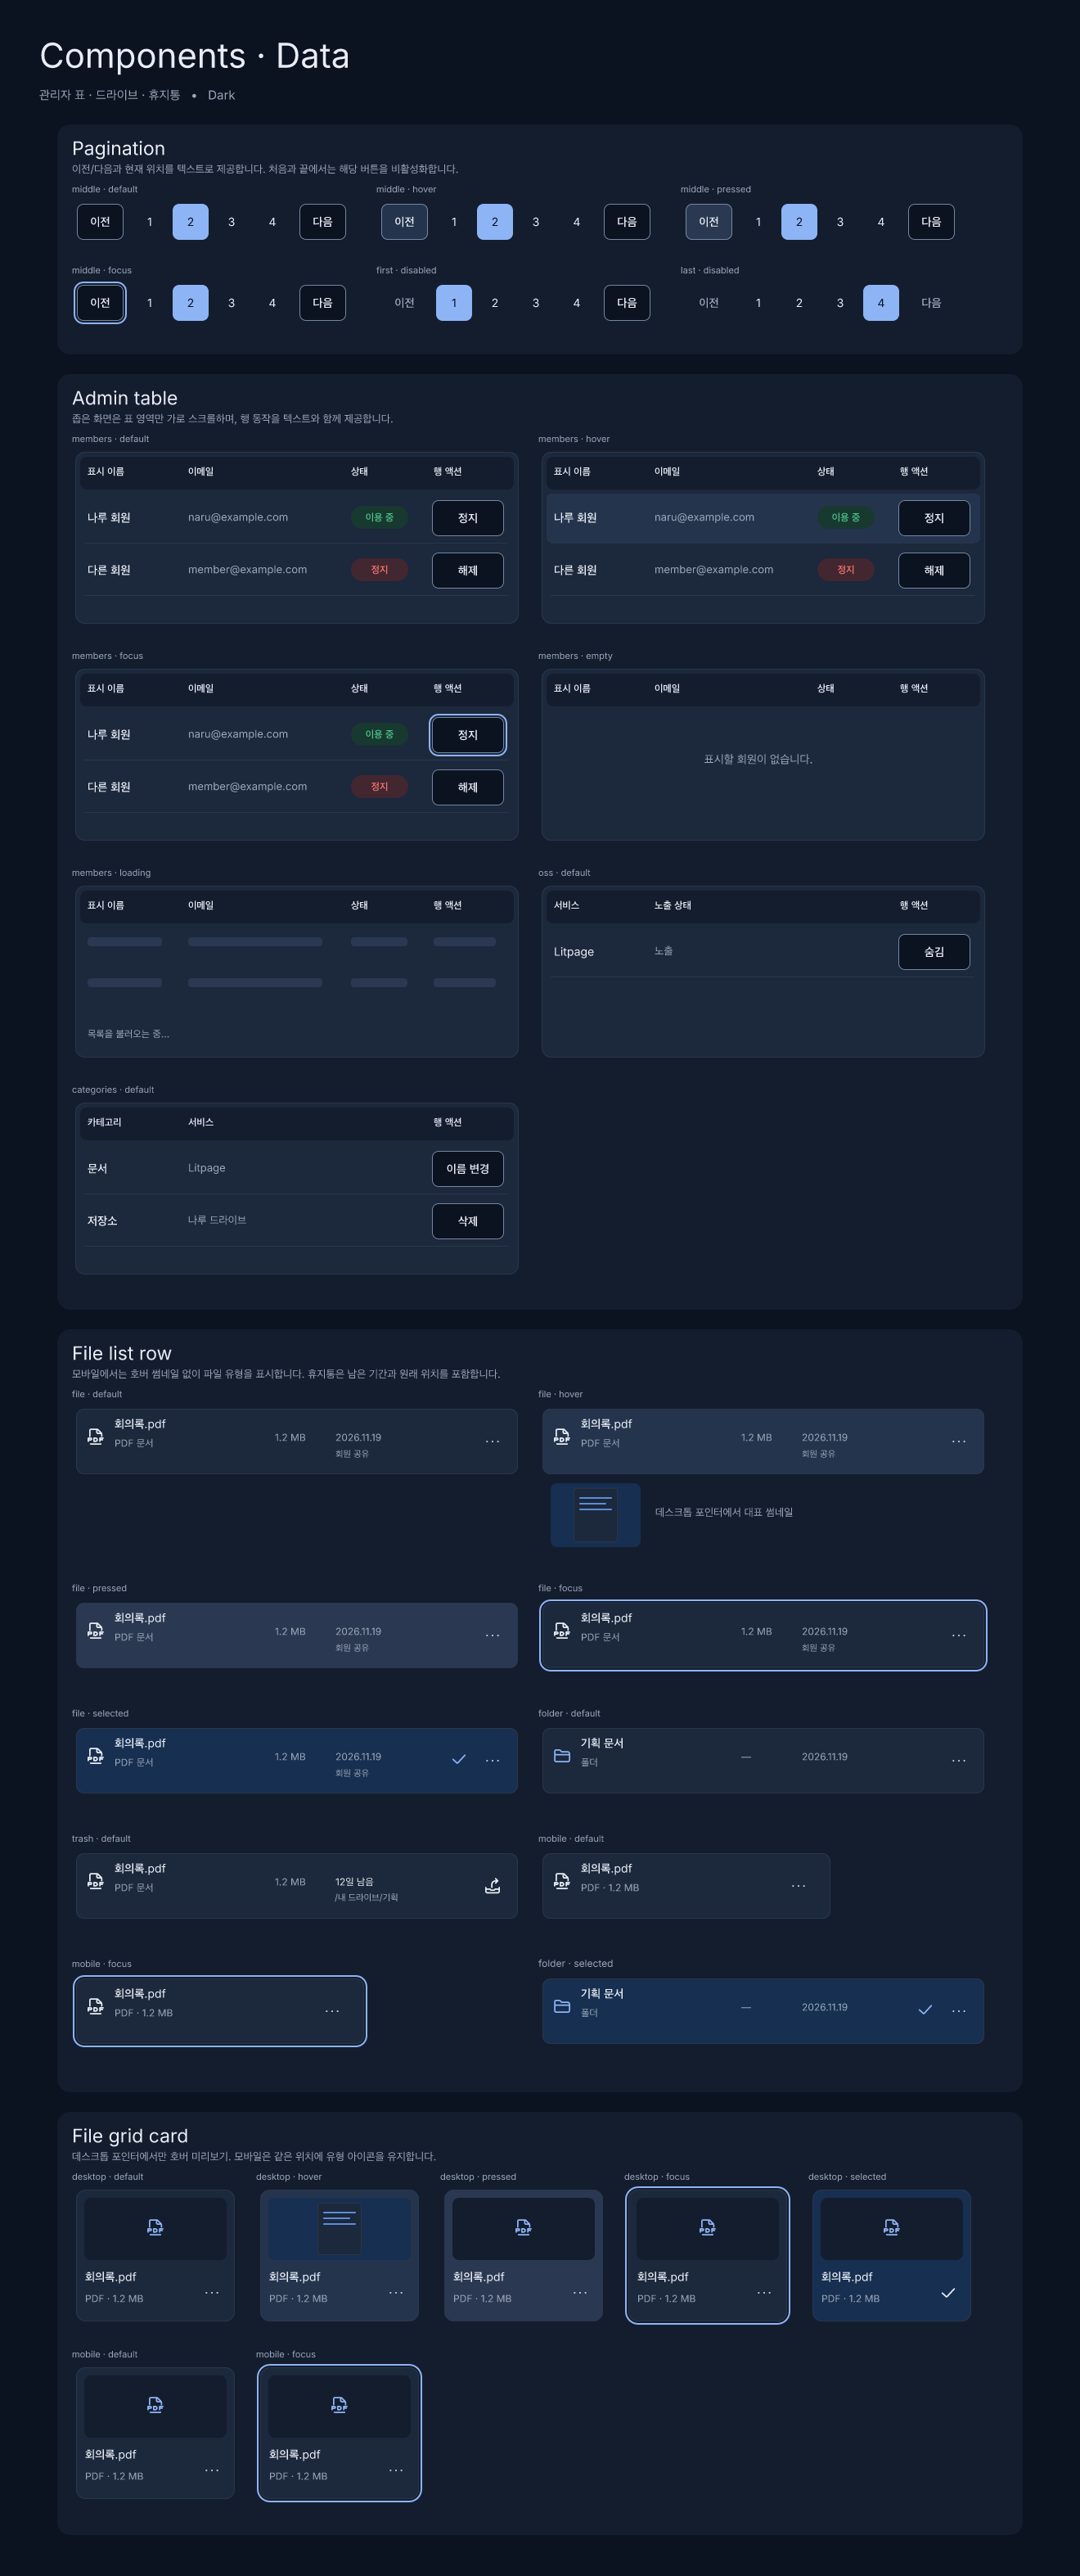 Components · Data
관리자 표 · 드라이브 · 휴지통 • Dark
Pagination
이전/다음과 현재 위치를 텍스트로 제공합니다. 처음과 끝에서는 해당 버튼을 비활성화합니다.
middle · default
middle · hover
middle · pressed
이전 1 2 3 4 다음
이전 1 2 3 4 다음
이전 1 2 3 4 다음
middle · focus
first · disabled
last · disabled
이전 1 2 3 4 다음
이전 1 2 3 4 다음
이전 1 2 3 4 다음
Admin table
좁은 화면은 표 영역만 가로 스크롤하며, 행 동작을 텍스트와 함께 제공합니다.
members · default
표시 이름 이메일 상태 행 액션
나루 회원 naru@example.com 이용 중 정지
다른 회원 member@example.com 정지 해제
members · hover
표시 이름 이메일 상태 행 액션
나루 회원 naru@example.com 이용 중 정지
다른 회원 member@example.com 정지 해제
members · focus
표시 이름 이메일 상태 행 액션
나루 회원 naru@example.com 이용 중 정지
다른 회원 member@example.com 정지 해제
members · empty
표시 이름 이메일 상태 행 액션
표시할 회원이 없습니다.
members · loading
표시 이름 이메일 상태 행 액션
목록을 불러오는 중…
oss · default
서비스 노출 상태 행 액션
Litpage 노출 숨김
categories · default
카테고리 서비스 행 액션
문서 Litpage 이름 변경
저장소 나루 드라이브 삭제
File list row
모바일에서는 호버 썸네일 없이 파일 유형을 표시합니다. 휴지통은 남은 기간과 원래 위치를 포함합니다.
file · default
PDF
회의록.pdf
PDF 문서 1.2 MB 2026.11.19 ...
회원 공유
file · hover
PDF
회의록.pdf
PDF 문서 1.2 MB 2026.11.19 ...
회원 공유
데스크톱 포인터에서 대표 썸네일
file · pressed
PDF
회의록.pdf
PDF 문서 1.2 MB 2026.11.19 ...
회원 공유
file · focus
PDF
회의록.pdf
PDF 문서 1.2 MB 2026.11.19 ...
회원 공유
file · selected
PDF
회의록.pdf
PDF 문서 1.2 MB 2026.11.19 ...
회원 공유
folder · default
기획 문서
폴더 — 2026.11.19 ...
trash · default
PDF
회의록.pdf
PDF 문서 1.2 MB 12일 남음
/내 드라이브/기획
mobile · default
PDF
회의록.pdf
PDF · 1.2 MB ...
mobile · focus
PDF
회의록.pdf
PDF · 1.2 MB ...
folder · selected
기획 문서
폴더 — 2026.11.19 ...
File grid card
데스크톱 포인터에서만 호버 미리보기. 모바일은 같은 위치에 유형 아이콘을 유지합니다.
desktop · default
PDF
회의록.pdf
PDF · 1.2 MB ...
desktop · hover
회의록.pdf
PDF · 1.2 MB ...
desktop · pressed
PDF
회의록.pdf
PDF · 1.2 MB ...
desktop · focus
PDF
회의록.pdf
PDF · 1.2 MB ...
desktop · selected
PDF
회의록.pdf
PDF · 1.2 MB
mobile · default
PDF
회의록.pdf
PDF · 1.2 MB ...
mobile · focus
PDF
회의록.pdf
PDF · 1.2 MB ...